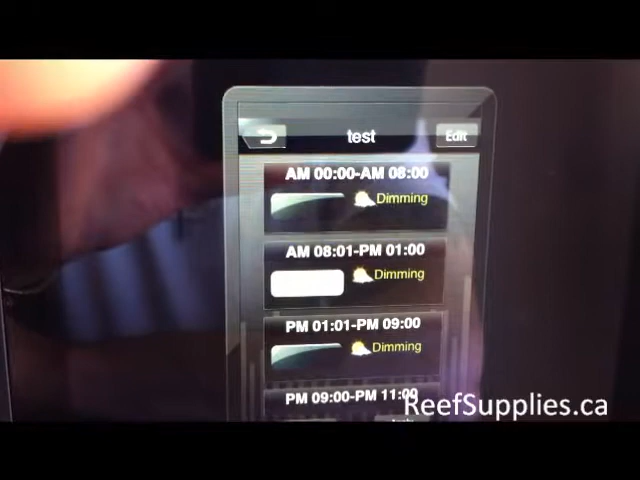 test
Edit
AM 00:00-AM 08:00
Dimming
AM 08:01-PM 01:00
Dimming
PM 01:01-PM 09:00
Dimming
PM 09:00-PM 11:00
ReefSupplies.ca